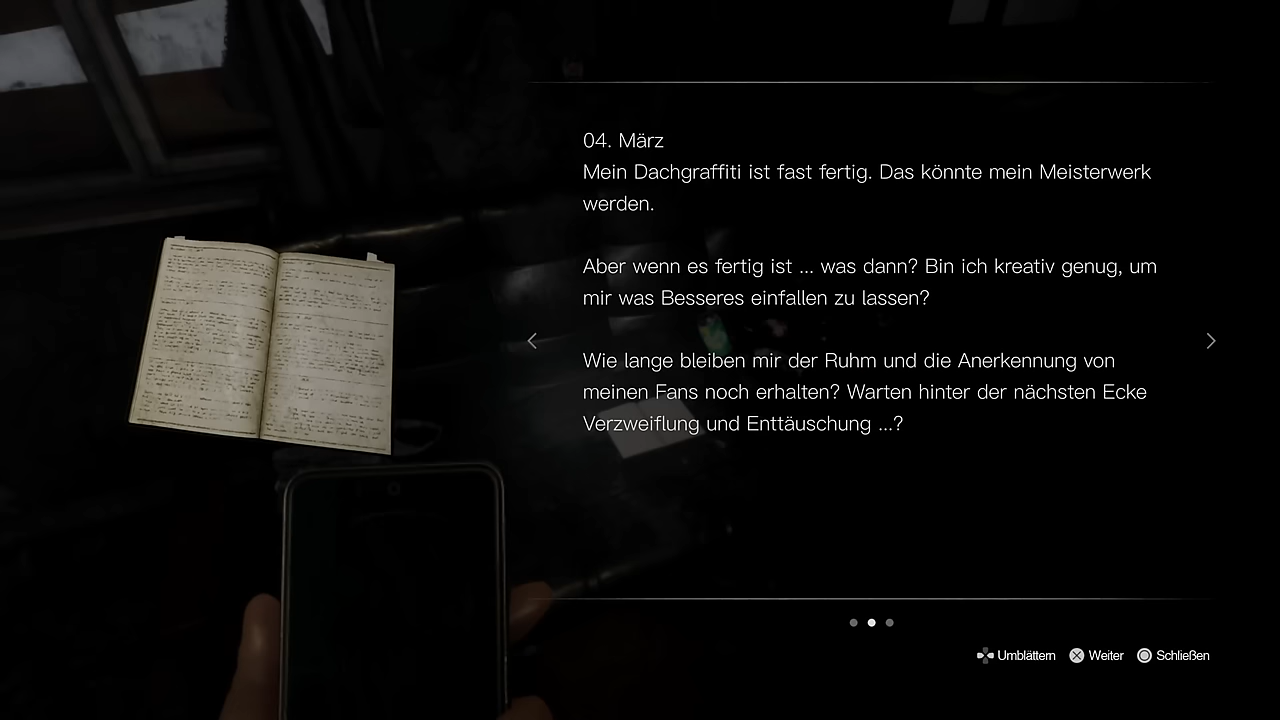 04. März
Mein Dachgraffiti ist fast fertig. Das könnte mein Meisterwerk
werden.
Aber wenn es fertig ist ... was dann? Bin ich kreativ genug, um
mir was Besseres einfallen zu lassen?
Wie lange bleiben mir der Ruhm und die Anerkennung von
meinen Fans noch erhalten? Warten hinter der nächsten Ecke
Verzweiflung und Enttäuschung ...?
Umblättern Weiter Schließen